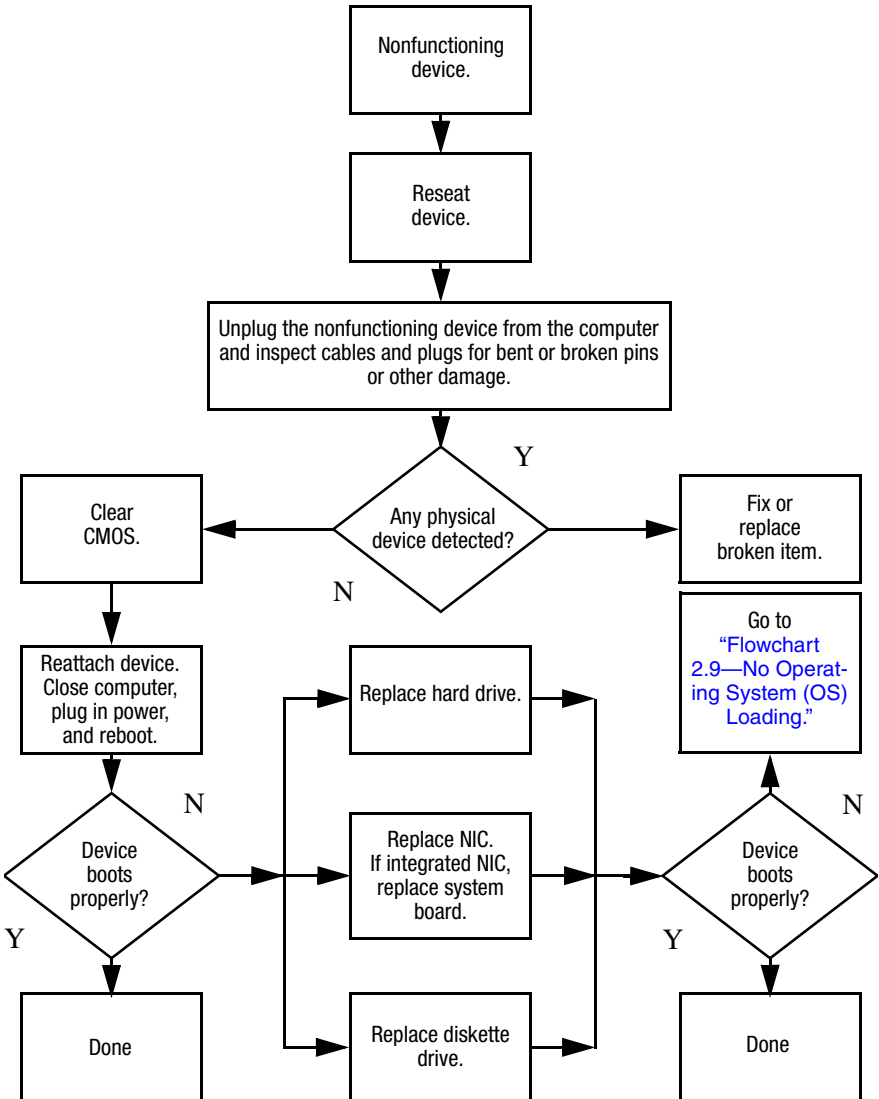 Nonfunctioning
device.
Reseat
device.
Unplug the nonfunctioning device from the computer
and inspect cables and plugs for bent or broken pins
or other damage.
Y
Clear
CMOS.
Any physical
device detected?
Fix or
replace
broken item.
N
Go to
“Flowchart
2.9—No Operat-
ing System (OS)
Loading.”
Reattach device.
Close computer,
plug in power,
and reboot.
Replace hard drive.
N
N
Device
boots
properly?
Replace NIC.
If integrated NIC,
replace system
board.
Device
boots
properly?
Y
Y
Done
Replace diskette
drive.
Done